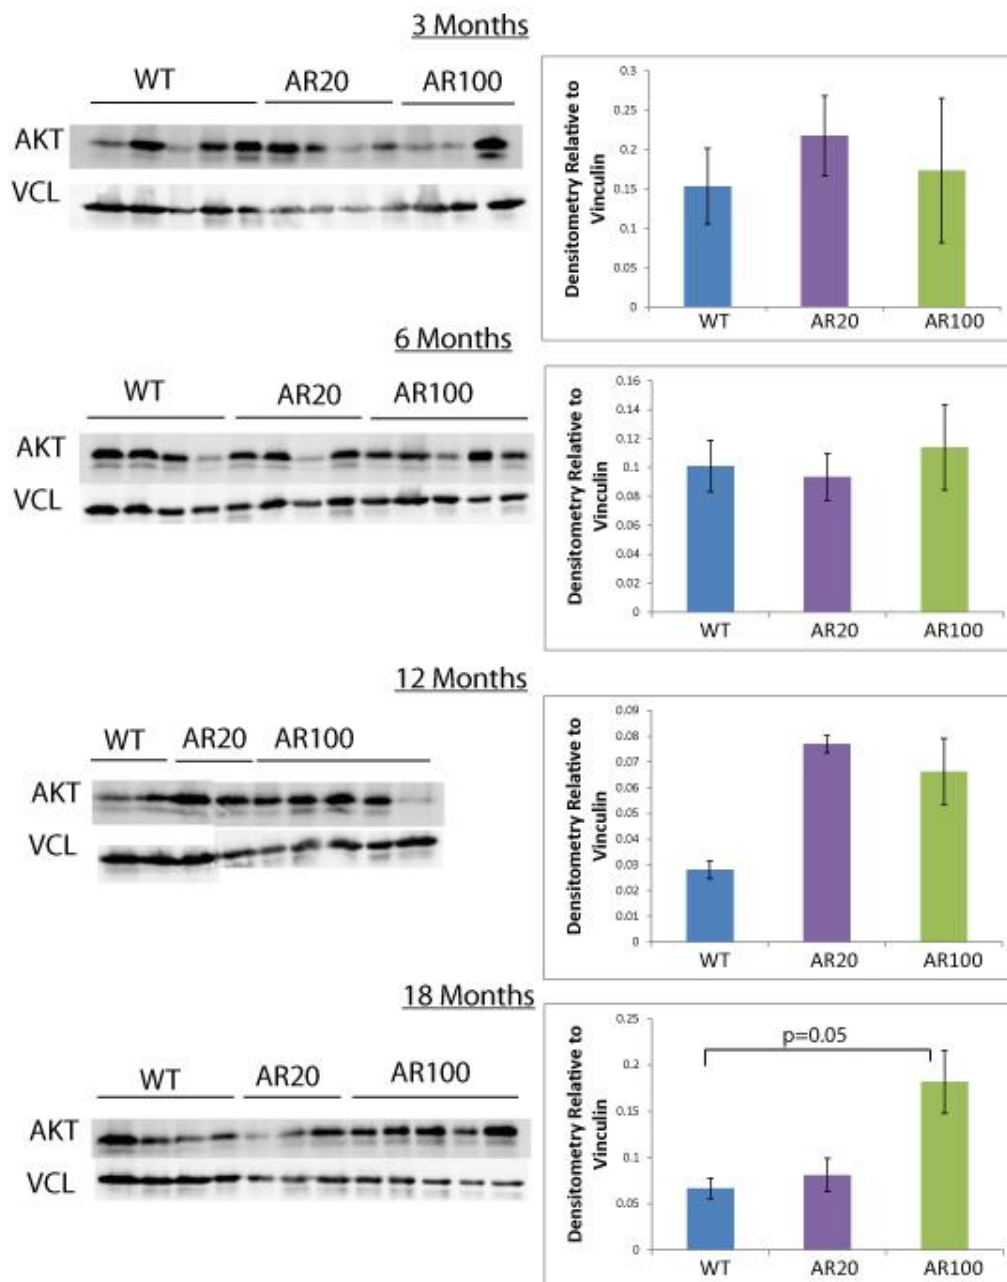 3 Months
WT AR20 AR100
AKT
VCL
Densitometry Relative to
Vinculin
0.3
0.25
0.2
0.15
0.1
0.05
0
WT AR20 AR100
6 Months
WT AR20 AR100
AKT
VCL
Densitometry Relative to
Vinculin
0.16
0.14
0.12
0.1
0.08
0.06
0.04
0.02
0
WT AR20 AR100
12 Months
WT AR20 AR100
AKT
VCL
Densitometry Relative to
Vinculin
0.09
0.08
0.07
0.06
0.05
0.04
0.03
0.02
0.01
0
WT AR20 AR100
18 Months
WT AR20 AR100
AKT
VCL
Densitometry Relative to
Vinculin
0.25
0.2
0.15
0.1
0.05
0
p=0.05
WT AR20 AR100